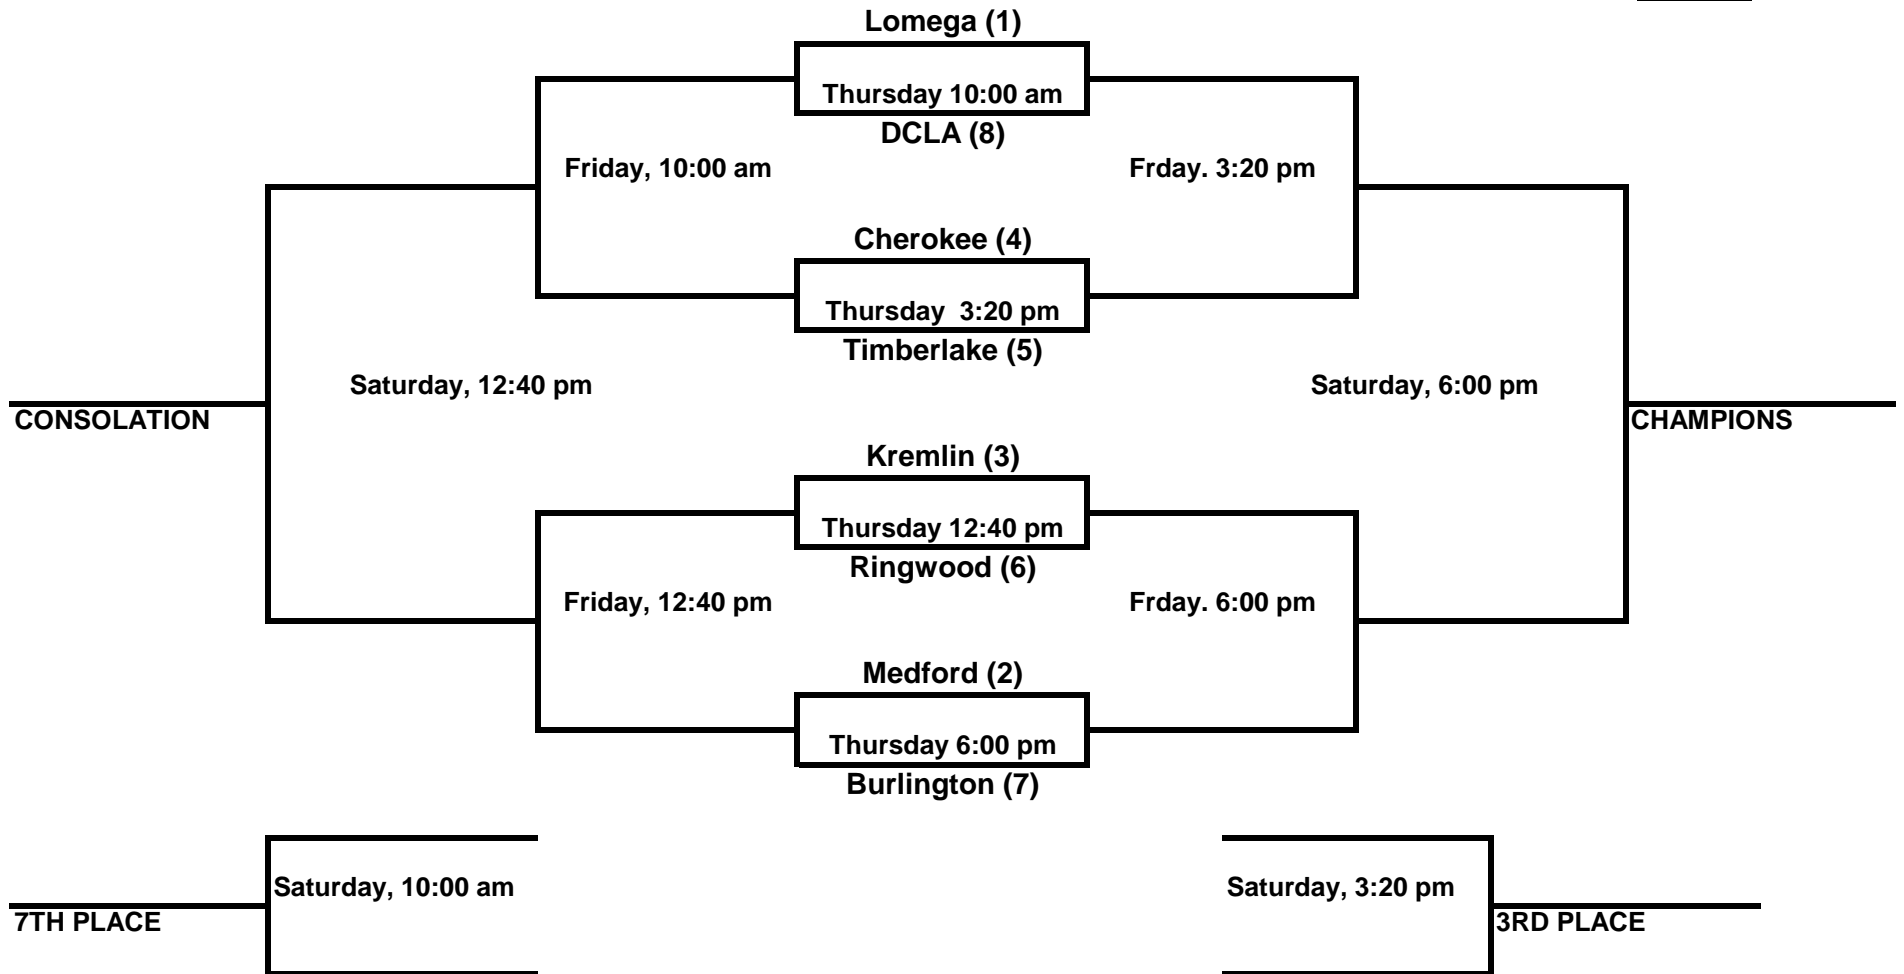 Lomega (1)
Thursday 10:00 am
DCLA (8)
Friday, 10:00 am
Frday. 3:20 pm
Cherokee (4)
Thursday  3:20 pm
Timberlake (5)
Saturday, 12:40 pm
Saturday, 6:00 pm
CONSOLATION
CHAMPIONS
Kremlin (3)
Thursday 12:40 pm
Ringwood (6)
Friday, 12:40 pm
Frday. 6:00 pm
Medford (2)
Thursday 6:00 pm
Burlington (7)
Saturday, 10:00 am
Saturday, 3:20 pm
7TH PLACE
3RD PLACE